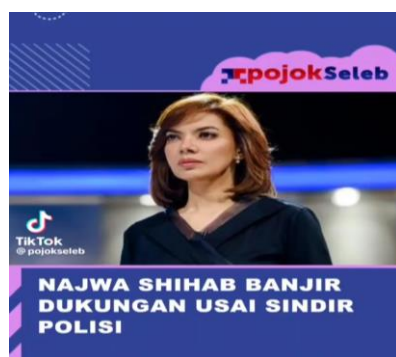 pojokSeleb
TikTok
@ pojokseleb
NAJWA SHIHAB BANJIR
DUKUNGAN USAI SINDIR
POLISI